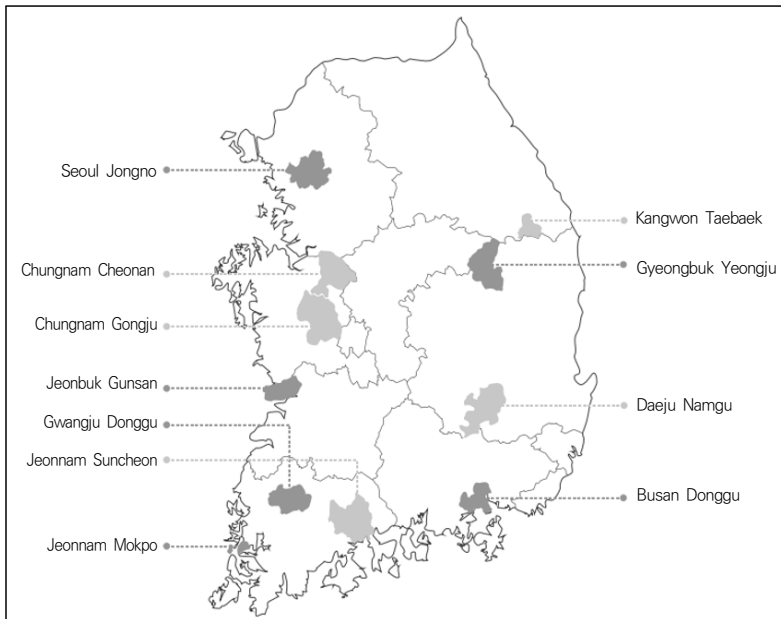 Seoul Jongno
Chungnam Cheonan
Chungnam Gongju
Jeonbuk Gunsan
Gwangju Donggu
Jeonnam Suncheon
Jeonnam Mokpo
Kangwon Taebaek
Gyeongbuk Yeongju
Daeju Namgu
Busan Donggu